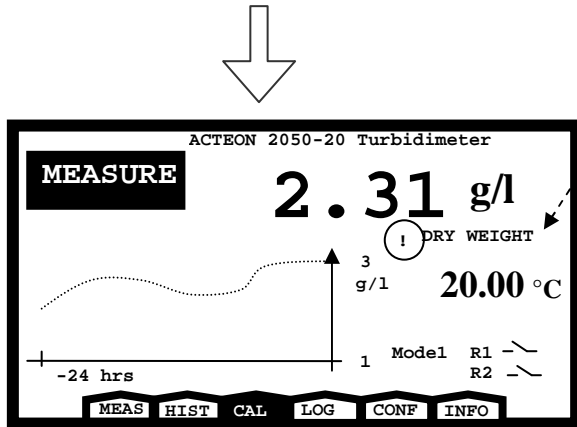 ACTEON 2050-20 Turbidimeter
MEASURE
2.31 g/l
! DRY WEIGHT
3
g/l
20.00 °C
1
Mode1 R1
R2
-24 hrs
MEAS HIST CAL LOG CONF INFO